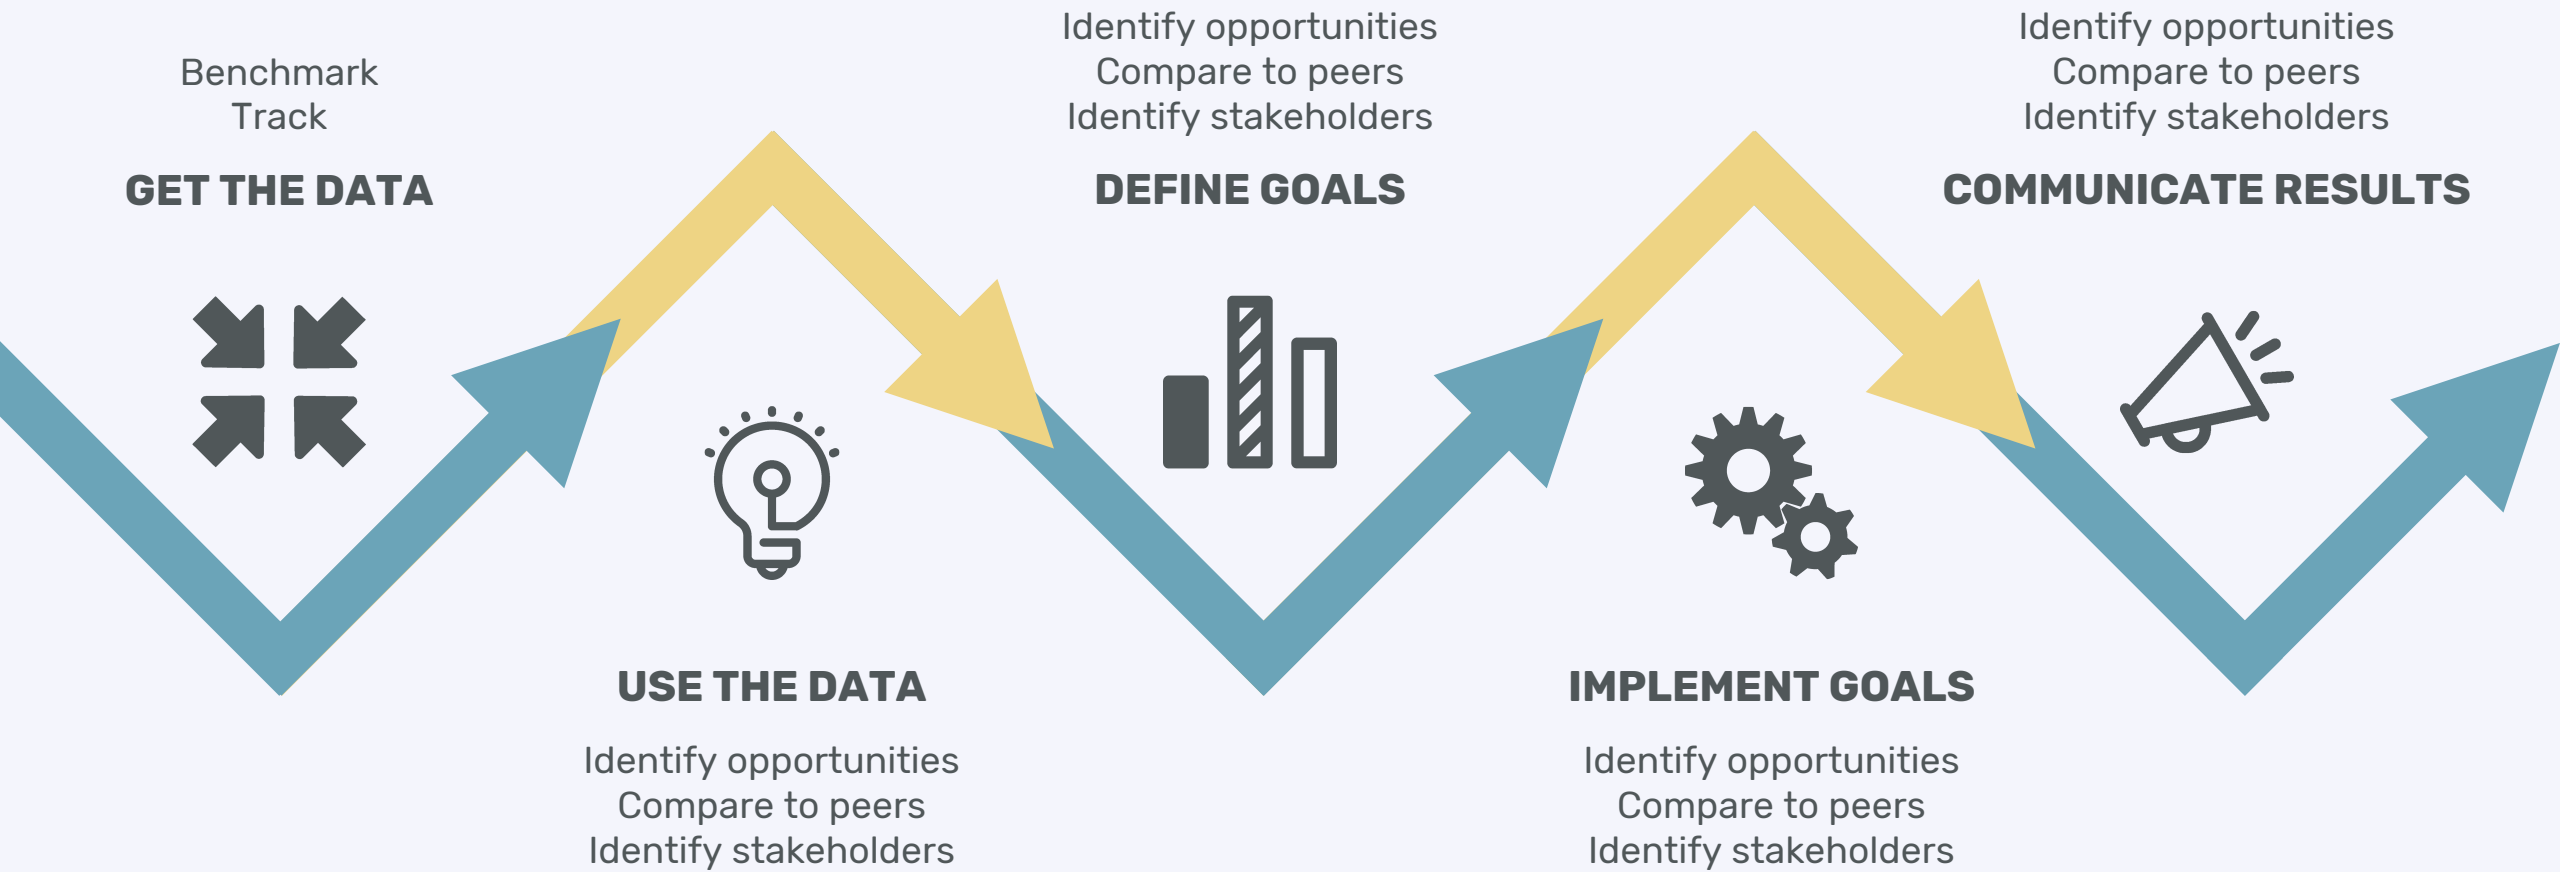 Benchmark
Track
GET THE DATA
USE THE DATA
Identify opportunities
Compare to peers
Identify stakeholders
Identify opportunities
Compare to peers
Identify stakeholders
DEFINE GOALS
IMPLEMENT GOALS
Identify opportunities
Compare to peers
Identify stakeholders
Identify opportunities
Compare to peers
Identify stakeholders
COMMUNICATE RESULTS